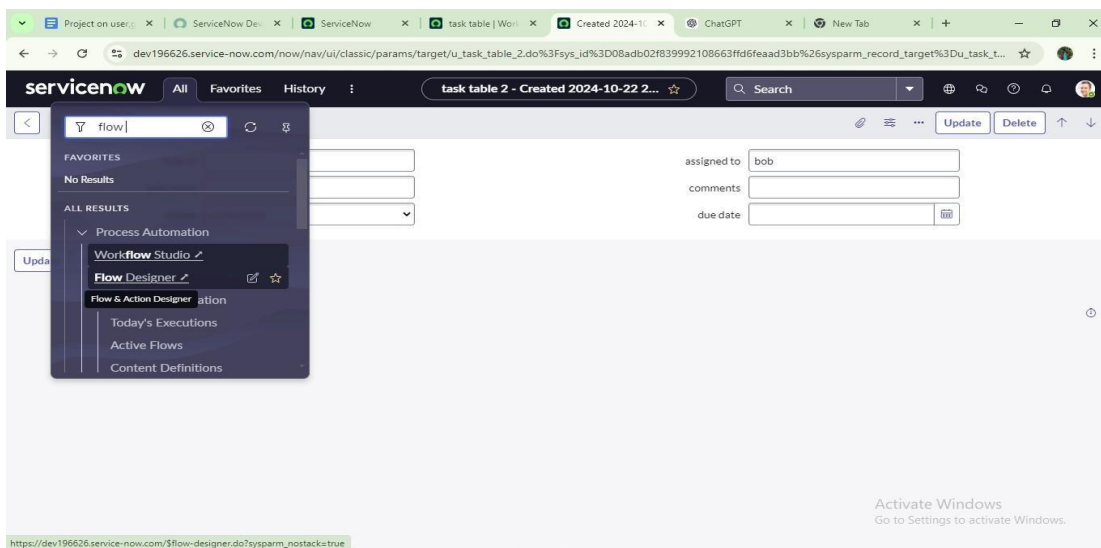 Project on user,g
ServiceNow Dev
ServiceNow
task table | Work
Created 2024-10
ChatGPT
New Tab
dev196626.service-now.com/now/nav/ui/classic/params/target/u_task_table_2.do%3Fsys_id%3D08adb02f839992108663ffd6feaad3bb%26sysparm_record_target%3Du_task_t...
servicenow All Favorites History task table 2 - Created 2024-10-22 2... Search
flow Update Delete
FAVORITES
No Results
ALL RESULTS
Process Automation
Workflow Studio
Flow Designer
Flow & Action Designer ation
Today's Executions
Active Flows
Content Definitions
assigned to bob
comments
due date
Upda
Activate Windows
Go to Settings to activate Windows.
https://dev196626.service-now.com/$flow-designer.do?sysparm_nostack=true